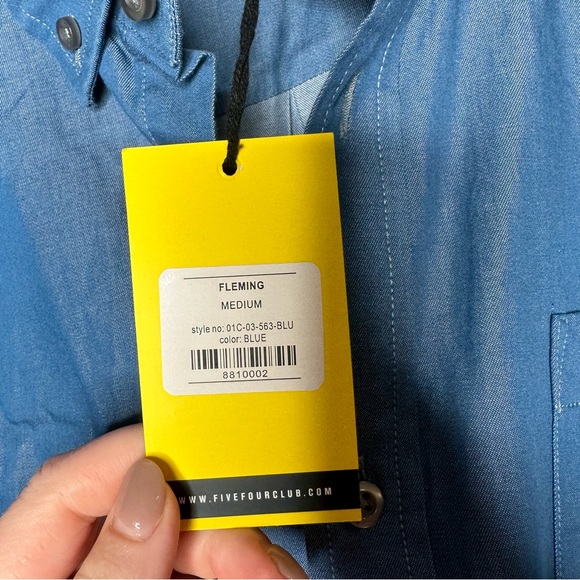 FLEMING
MEDIUM
style no: 01C-03-563-BLU
color: BLUE
8810002
WWW.FIVEFOURCLUB.COM